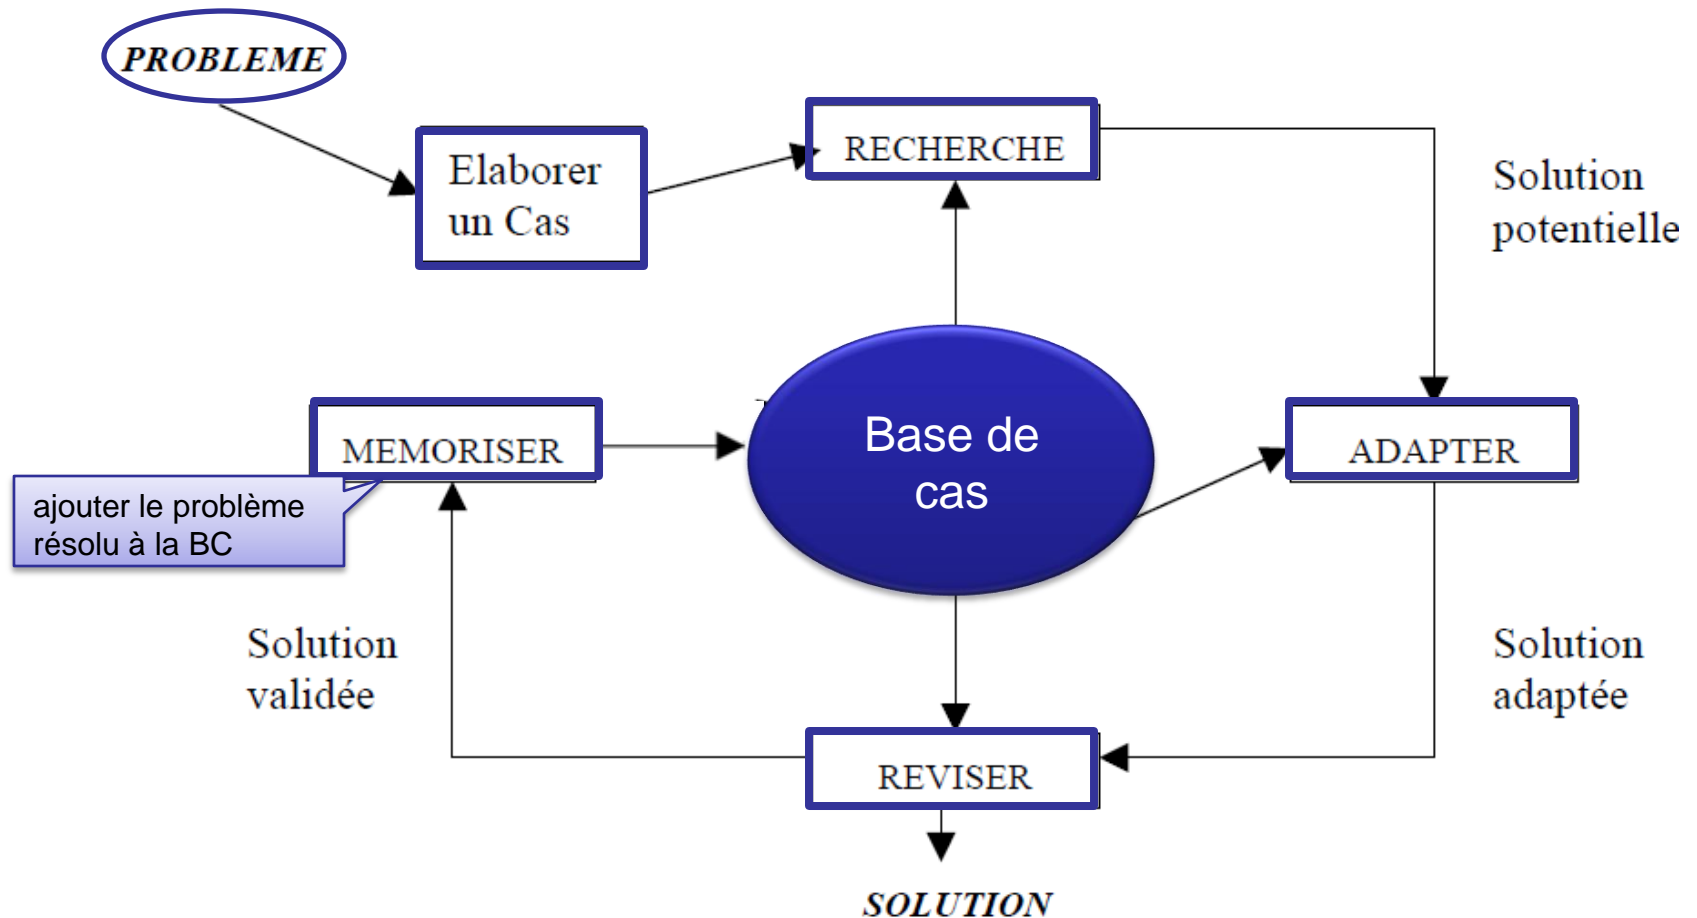 PROBLEME
Elaborer
un Cas
RECHERCHE
Solution
potentielle
Base de
cas
MEMORISER
ADAPTER
ajouter le problème
résolu à la BC
Solution
validée
Solution
adaptée
REVISER
SOLUTION